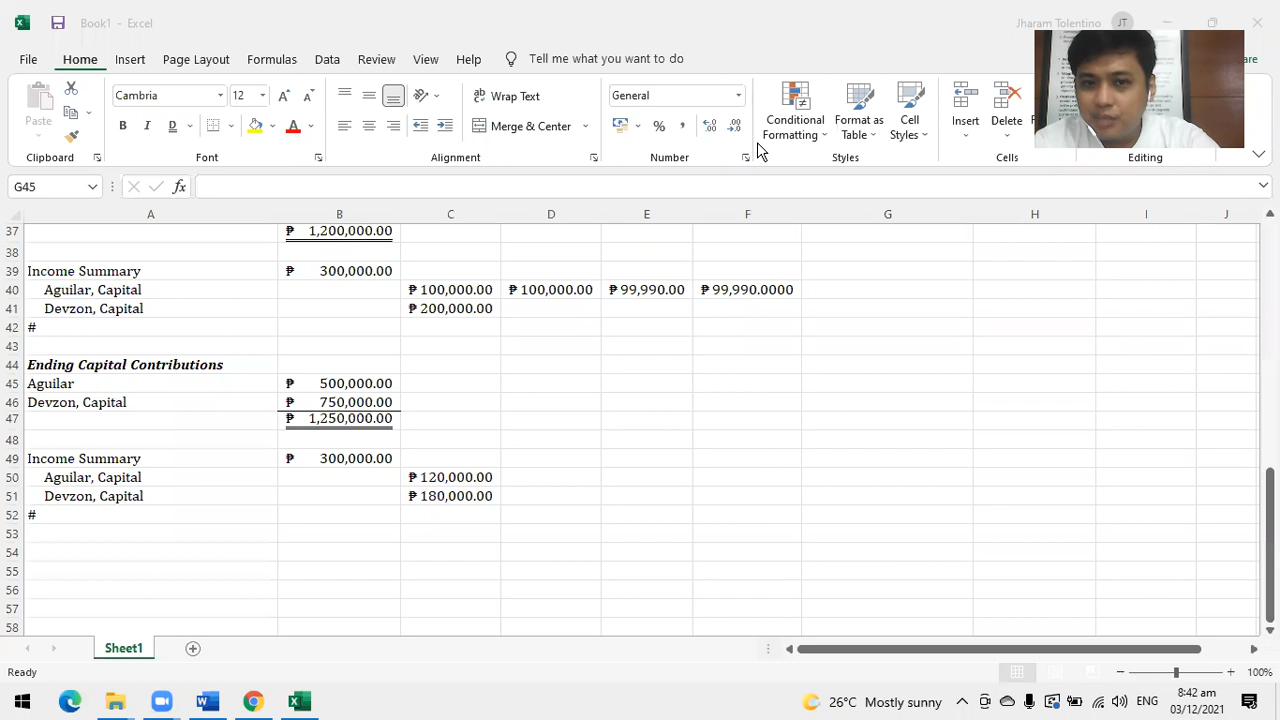 Book1 - Excel
Jharam Tolentino JT
File Home Insert Page Layout Formulas Data Review View Help Tell me what you want to do
Paste
Cambria 12
B I D
A A
Wrap Text
Merge & Center
General
%
Conditional Formatting
Format as Table
Cell Styles
Insert
Delete
Clipboard Font Alignment Number Styles Cells Editing
G45 fx
A B C D E F G H I J
37 ₱ 1,200,000.00
38
39 Income Summary ₱ 300,000.00
40 Aguilar, Capital ₱ 100,000.00 ₱ 100,000.00 ₱ 99,990.00 ₱ 99,990.0000
41 Devzon, Capital ₱ 200,000.00
42 #
43
44 Ending Capital Contributions
45 Aguilar ₱ 500,000.00
46 Devzon, Capital ₱ 750,000.00
47 ₱ 1,250,000.00
48
49 Income Summary ₱ 300,000.00
50 Aguilar, Capital ₱ 120,000.00
51 Devzon, Capital ₱ 180,000.00
52 #
53
54
55
56
57
58
Sheet1
Ready 100%
26°C Mostly sunny ENG 8:42 am
03/12/2021